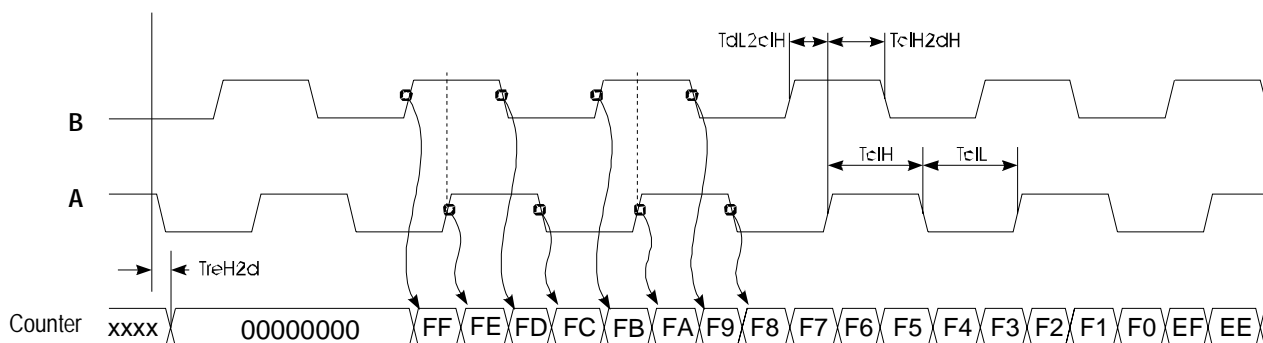 TdL2clH TclH2dH
B
TclH TclL
A
TreH2d
Counter xxxx 00000000 FF FE FD FC FB FA F9 F8 F7 F6 F5 F4 F3 F2 F1 F0 EF EE